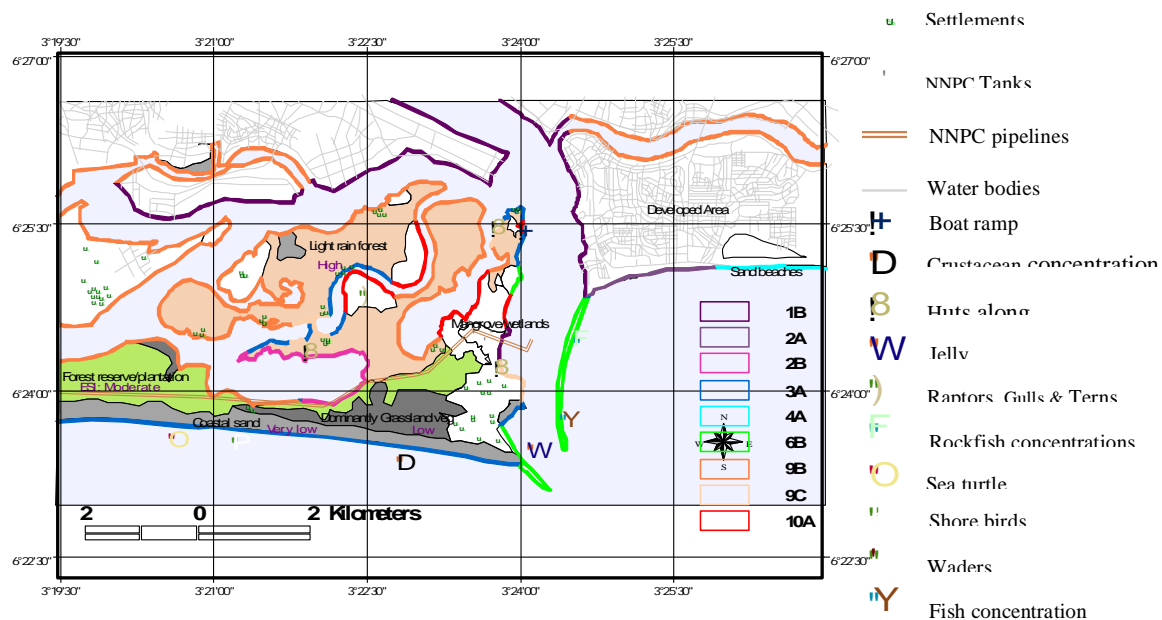 3°19'30"
3°21'00"
3°22'30"
3°24'00"
3°25'30"
6°27'00"
6°27'00"
6°25'30"
6°25'30"
6°24'00"
6°24'00"
6°22'30"
6°22'30"
3°19'30"
3°21'00"
3°22'30"
3°24'00"
3°25'30"
Developed Area
Light rain forest
High
Sand beaches
Mangrove wetlands
Forest reserve/plantation
ESI: Moderate
Coastal sand
Dominantly Grassland Veg
Very low
Low
8
8
8
F
Y
W
D
O
P
2 0 2 Kilometers
1B
2A
2B
3A
4A
6B
9B
9C
10A
N
W E
S
Settlements
NNPC Tanks
NNPC pipelines
Water bodies
Boat ramp
D Crustacean concentration
8 Huts along
W Jelly
) Raptors, Gulls & Terns
F Rockfish concentrations
O Sea turtle
Shore birds
Waders
Y Fish concentration